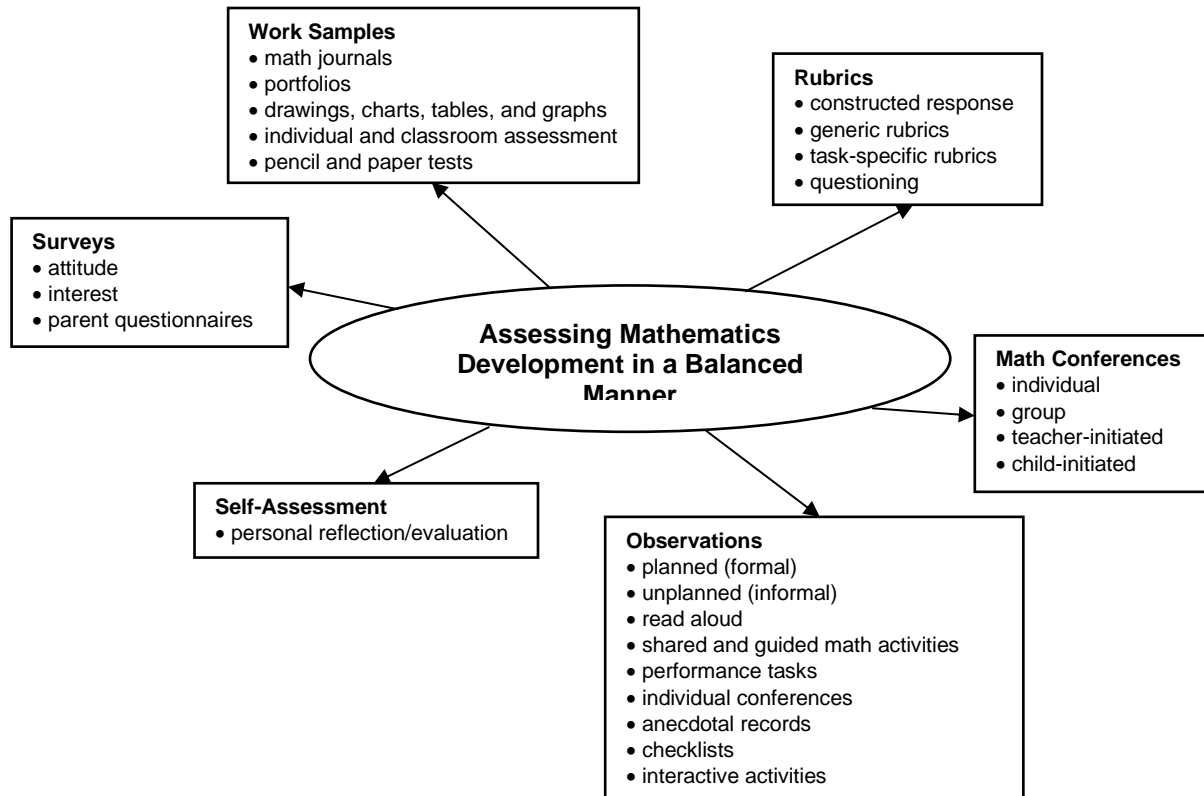 Work Samples
• math journals
• portfolios
• drawings, charts, tables, and graphs
• individual and classroom assessment
• pencil and paper tests
Rubrics
• constructed response
• generic rubrics
• task-specific rubrics
• questioning
Surveys
• attitude
• interest
• parent questionnaires
Assessing Mathematics
Development in a Balanced
Manner
Math Conferences
• individual
• group
• teacher-initiated
• child-initiated
Self-Assessment
• personal reflection/evaluation
Observations
• planned (formal)
• unplanned (informal)
• read aloud
• shared and guided math activities
• performance tasks
• individual conferences
• anecdotal records
• checklists
• interactive activities